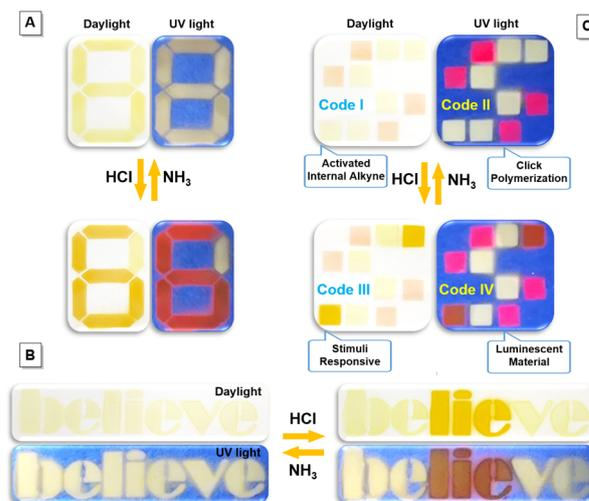 A
Daylight UV light
HCl NH₃
Daylight UV light
C
Code I Code II
Activated
Internal Alkyne
Click
Polymerization
HCl NH₃
Code III Code IV
Stimuli
Responsive
Luminescent
Material
B
believe Daylight
believe UV light
HCl
NH₃
believe
believe